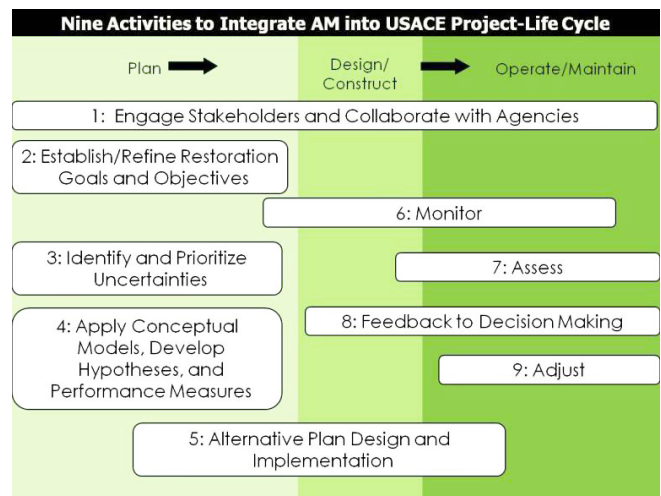 Nine Activities to Integrate AM into USACE Project-Life Cycle
Plan
Design/
Construct
Operate/Maintain
1: Engage Stakeholders and Collaborate with Agencies
2: Establish/Refine Restoration
Goals and Objectives
6: Monitor
3: Identify and Prioritize
Uncertainties
7: Assess
4: Apply Conceptual
Models, Develop
Hypotheses, and
Performance Measures
8: Feedback to Decision Making
9: Adjust
5: Alternative Plan Design and
Implementation